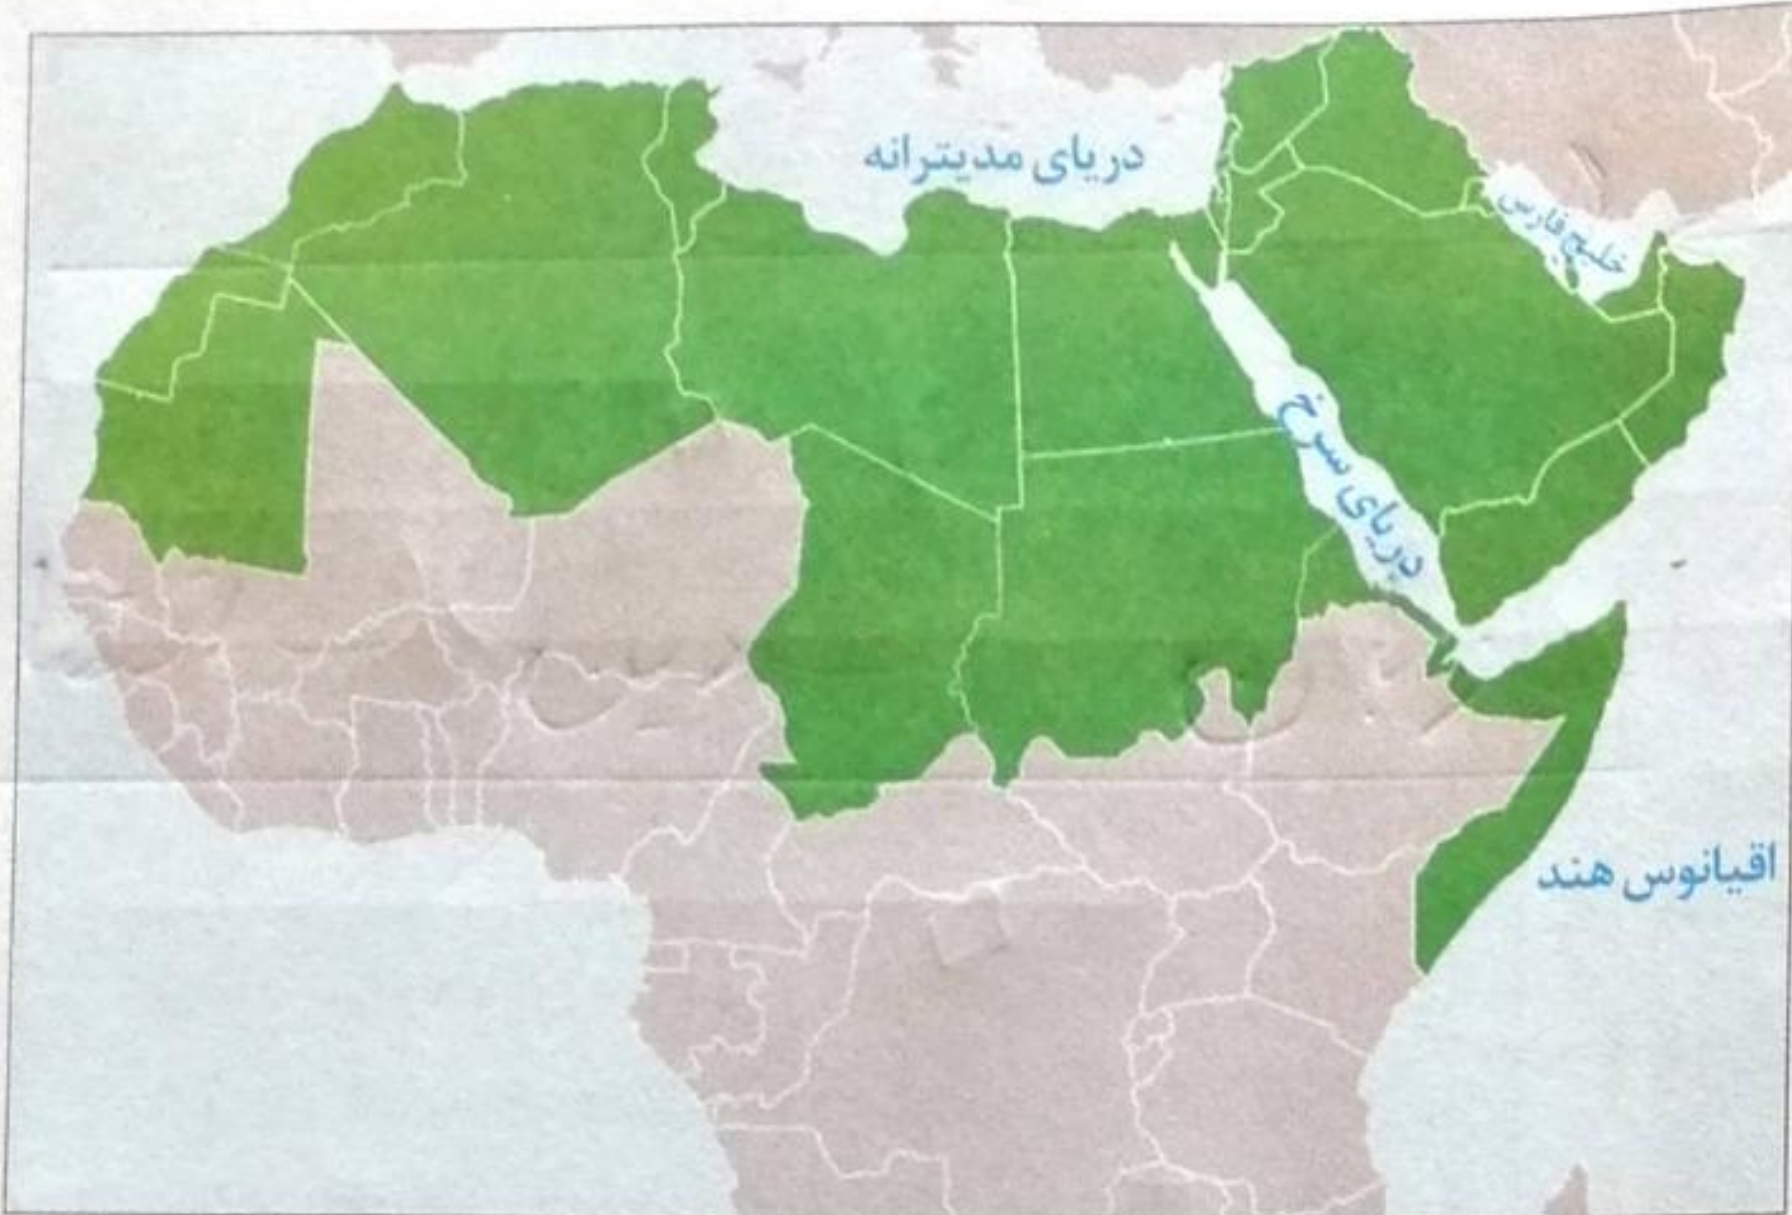 دریای مدیترانه
خلیج فارس
دریای سرخ
اقیانوس هند